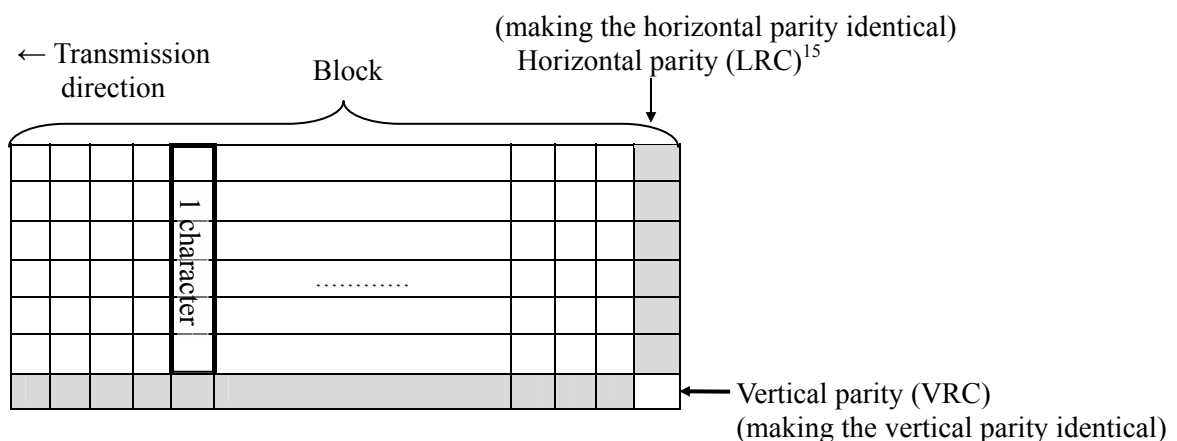 (making the horizontal parity identical)
Horizontal parity (LRC)15
← Transmission
direction
Block
1 character
............
Vertical parity (VRC)
(making the vertical parity identical)